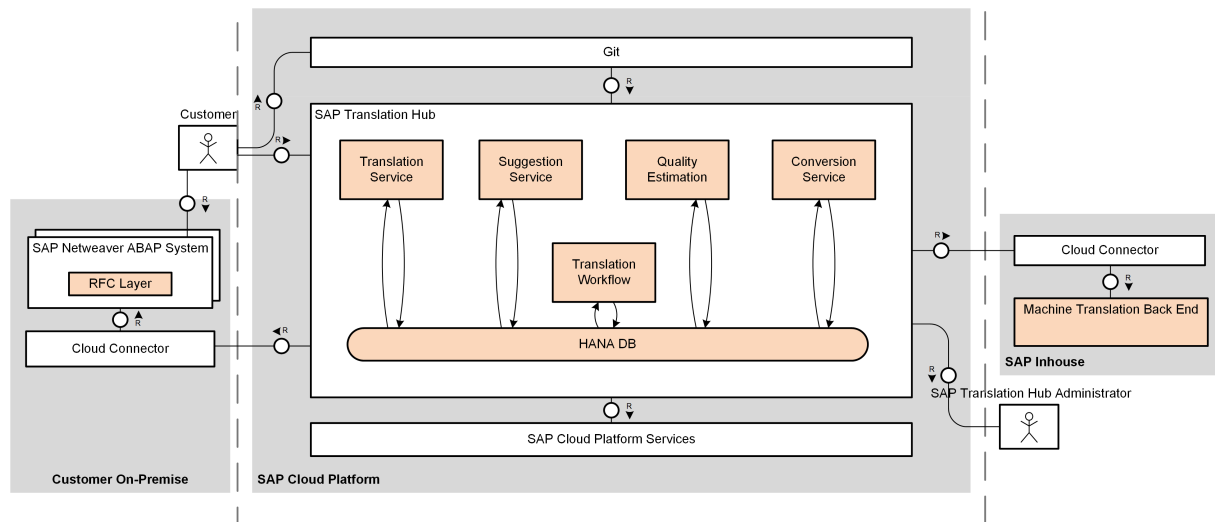 Git
R
R
Customer
SAP Translation Hub
R
Translation
Service
Suggestion
Service
Quality
Estimation
Conversion
Service
R
SAP Netweaver ABAP System
RFC Layer
R
Cloud Connector
R
Translation
Workflow
HANA DB
R
Cloud Connector
R
Machine Translation Back End
SAP Inhouse
R
SAP Translation Hub Administrator
R
SAP Cloud Platform Services
Customer On-Premise
SAP Cloud Platform